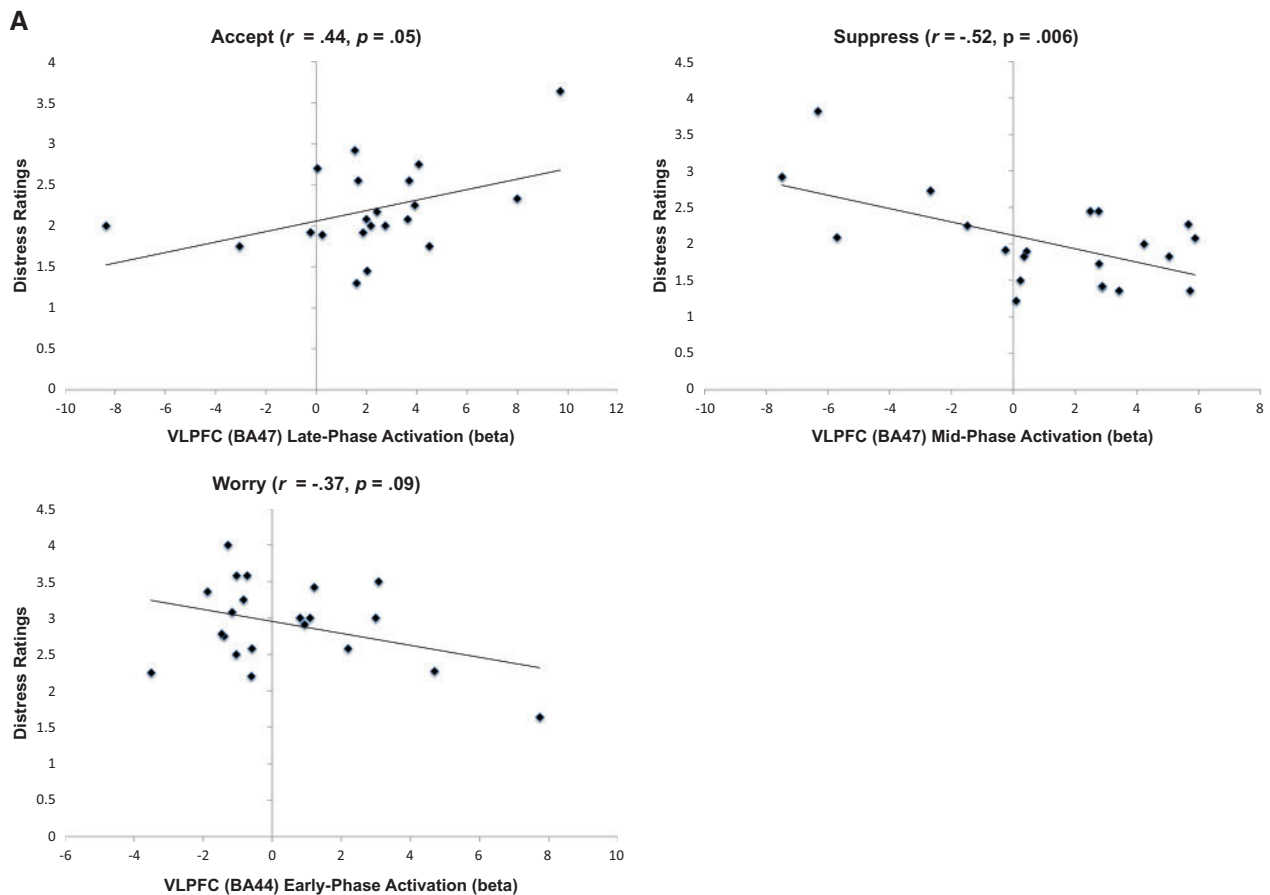 A
Accept (r = .44, p = .05)
4
3.5
3
2.5
2
1.5
1
0.5
0
Distress Ratings
-10 -8 -6 -4 -2 0 2 4 6 8 10 12
VLPFC (BA47) Late-Phase Activation (beta)
Suppress (r = -.52, p = .006)
4.5
4
3.5
3
2.5
2
1.5
1
0.5
0
Distress Ratings
-10 -8 -6 -4 -2 0 2 4 6 8
VLPFC (BA47) Mid-Phase Activation (beta)
Worry (r = -.37, p = .09)
4.5
4
3.5
3
2.5
2
1.5
1
0.5
0
Distress Ratings
-6 -4 -2 0 2 4 6 8 10
VLPFC (BA44) Early-Phase Activation (beta)